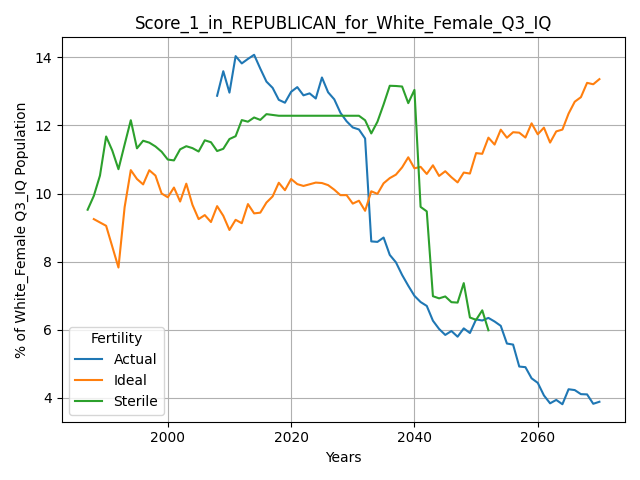 Score_1_in_REPUBLICAN_for_White_Female_Q3_IQ
% of White_Female Q3_IQ Population
14
12
10
8
6
4
Fertility
Actual
Ideal
Sterile
2000 2020 2040 2060
Years